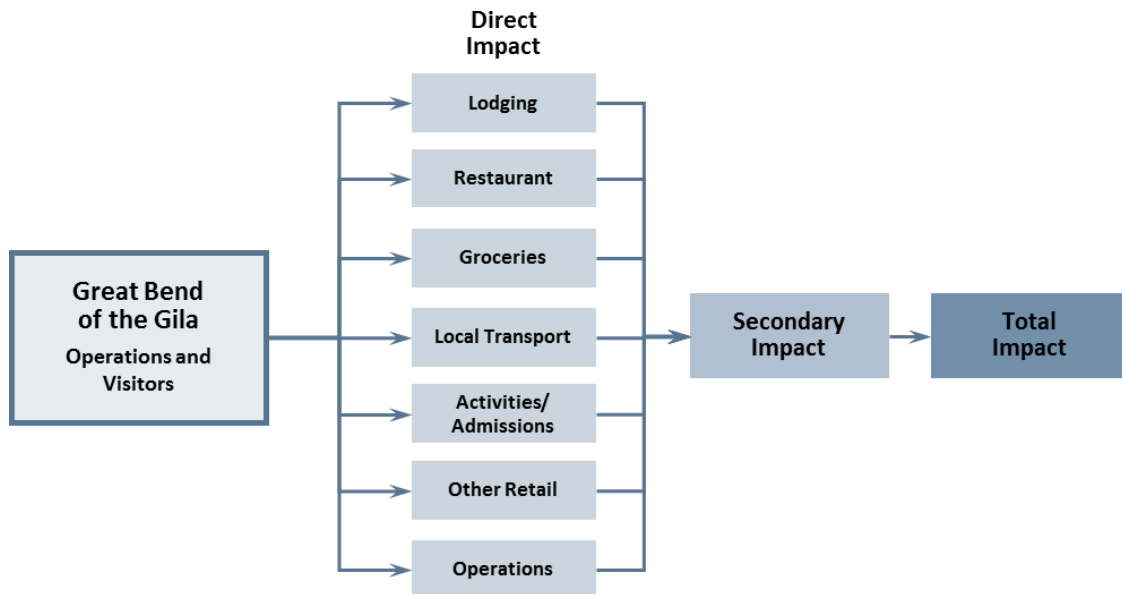 Direct
Impact
Lodging
Restaurant
Groceries
Great Bend
of the Gila
Operations and
Visitors
Local Transport
Secondary
Impact
Total
Impact
Activities/
Admissions
Other Retail
Operations